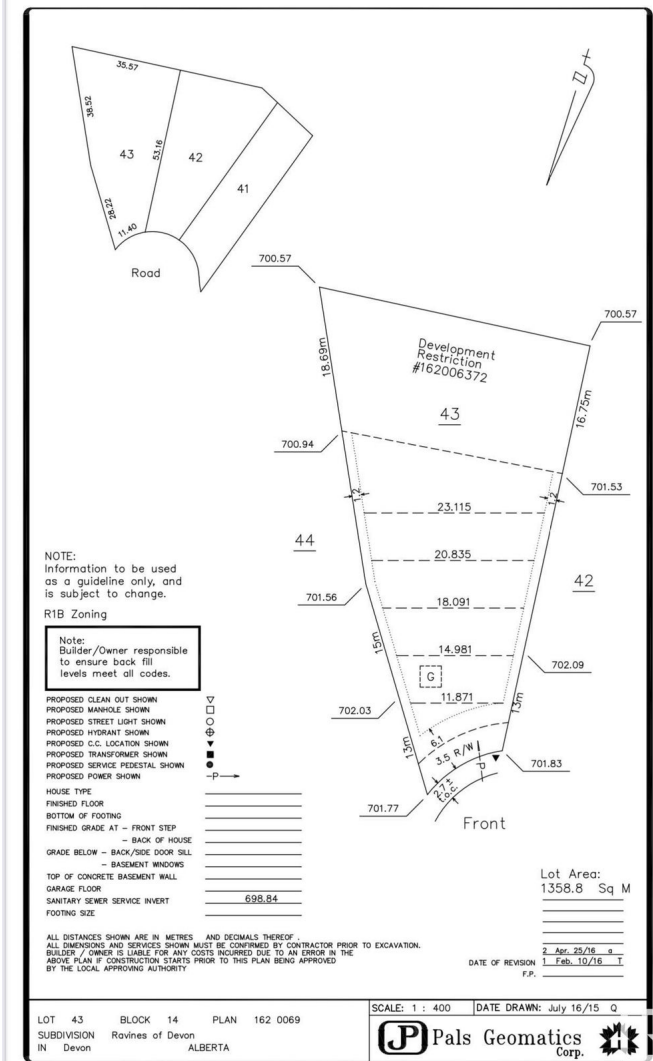 35.57
38.52
43
53.16
42
41
28.22
11.40
Road
700.57
700.57
18.69m
Development
Restriction
#162006372
43
16.75m
700.94
701.53
1.2
1.2
23.115
44
20.835
42
701.56
18.091
15m
14.981
702.09
G
11.871
702.03
13m
13m
6.1
3.5 R/W
P
701.83
2.7±
t.o.c.
701.77
Front
NOTE:
Information to be used
as a guideline only, and
is subject to change.
R1B Zoning
Note:
Builder/Owner responsible
to ensure back fill
levels meet all codes.
PROPOSED CLEAN OUT SHOWN
PROPOSED MANHOLE SHOWN
PROPOSED STREET LIGHT SHOWN
PROPOSED HYDRANT SHOWN
PROPOSED C.C. LOCATION SHOWN
PROPOSED TRANSFORMER SHOWN
PROPOSED SERVICE PEDESTAL SHOWN
PROPOSED POWER SHOWN -P→
HOUSE TYPE
FINISHED FLOOR
BOTTOM OF FOOTING
FINISHED GRADE AT - FRONT STEP
- BACK OF HOUSE
GRADE BELOW - BACK/SIDE DOOR SILL
- BASEMENT WINDOWS
TOP OF CONCRETE BASEMENT WALL
GARAGE FLOOR
SANITARY SEWER SERVICE INVERT 698.84
FOOTING SIZE
Lot Area:
1358.8 Sq M
2 Apr. 25/16 a
DATE OF REVISION 1 Feb. 10/16 T
F.P.
ALL DISTANCES SHOWN ARE IN METRES AND DECIMALS THEREOF .
ALL DIMENSIONS AND SERVICES SHOWN MUST BE CONFIRMED BY CONTRACTOR PRIOR TO EXCAVATION.
BUILDER / OWNER IS LIABLE FOR ANY COSTS INCURRED DUE TO AN ERROR IN THE
ABOVE PLAN IF CONSTRUCTION STARTS PRIOR TO THIS PLAN BEING APPROVED
BY THE LOCAL APPROVING AUTHORITY
LOT 43 BLOCK 14 PLAN 162 0069
SUBDIVISION Ravines of Devon
IN Devon ALBERTA
SCALE: 1 : 400 DATE DRAWN: July 16/15 Q
JP Pals Geomatics
Corp.